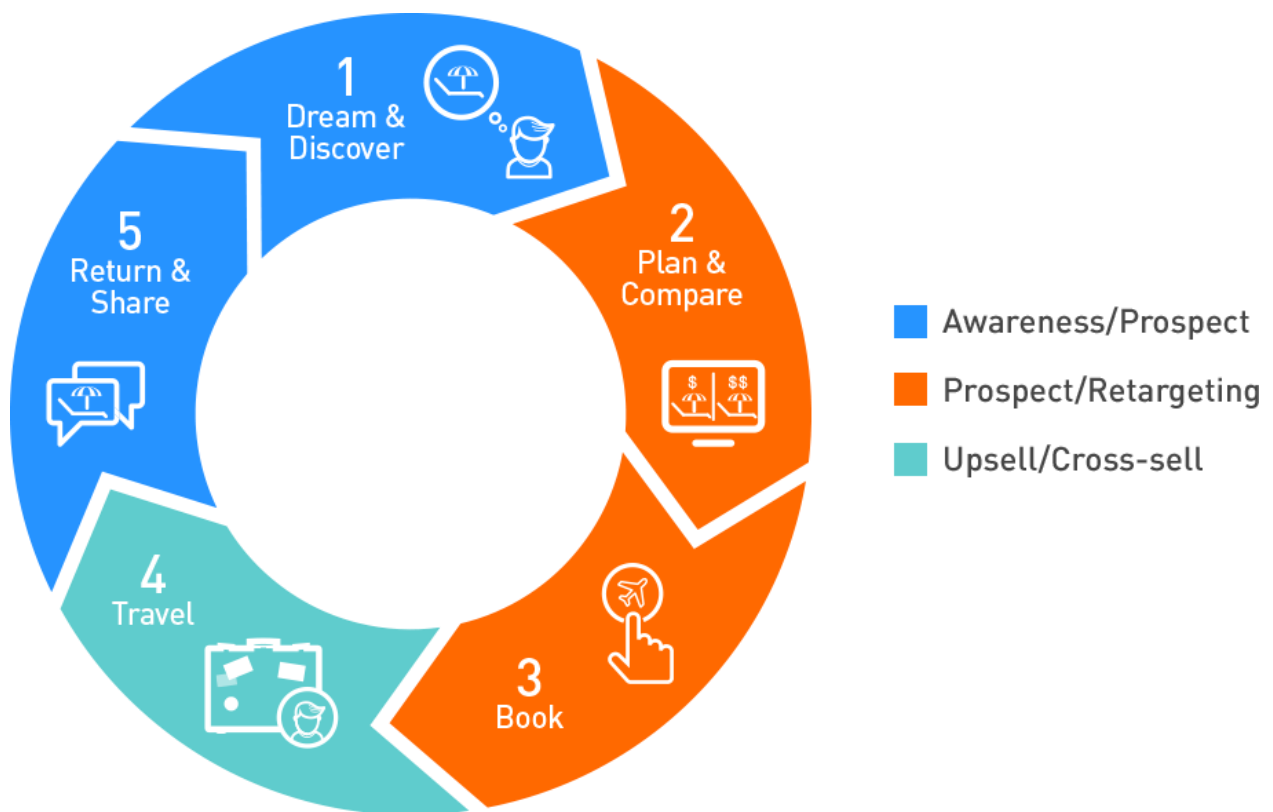 1
Dream &
Discover
2
Plan &
Compare
$ $$
3
Book
4
Travel
5
Return &
Share
Awareness/Prospect
Prospect/Retargeting
Upsell/Cross-sell